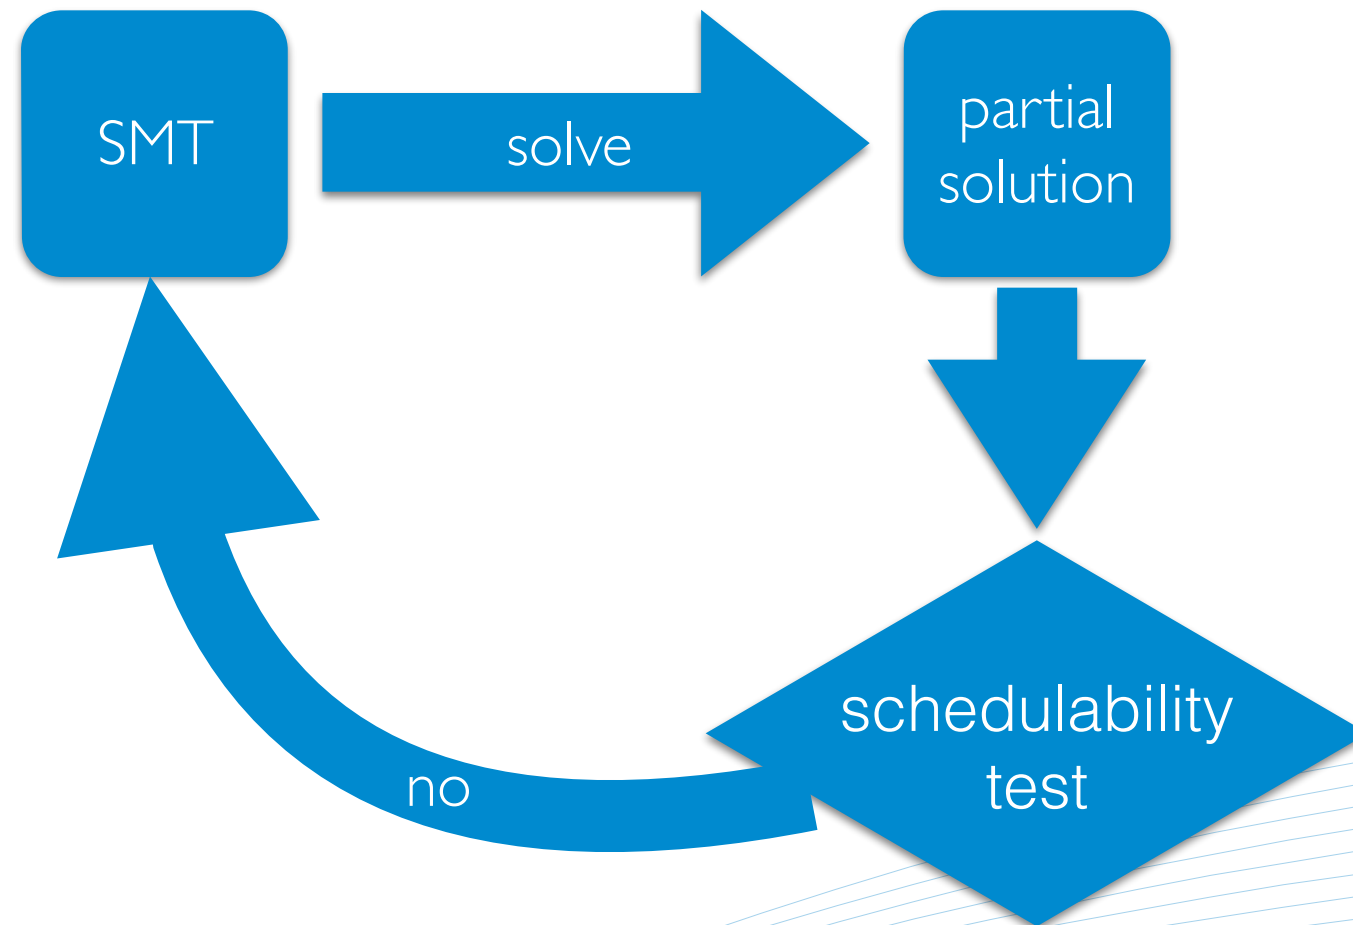 SMT
solve
partial
solution
schedulability
test
no